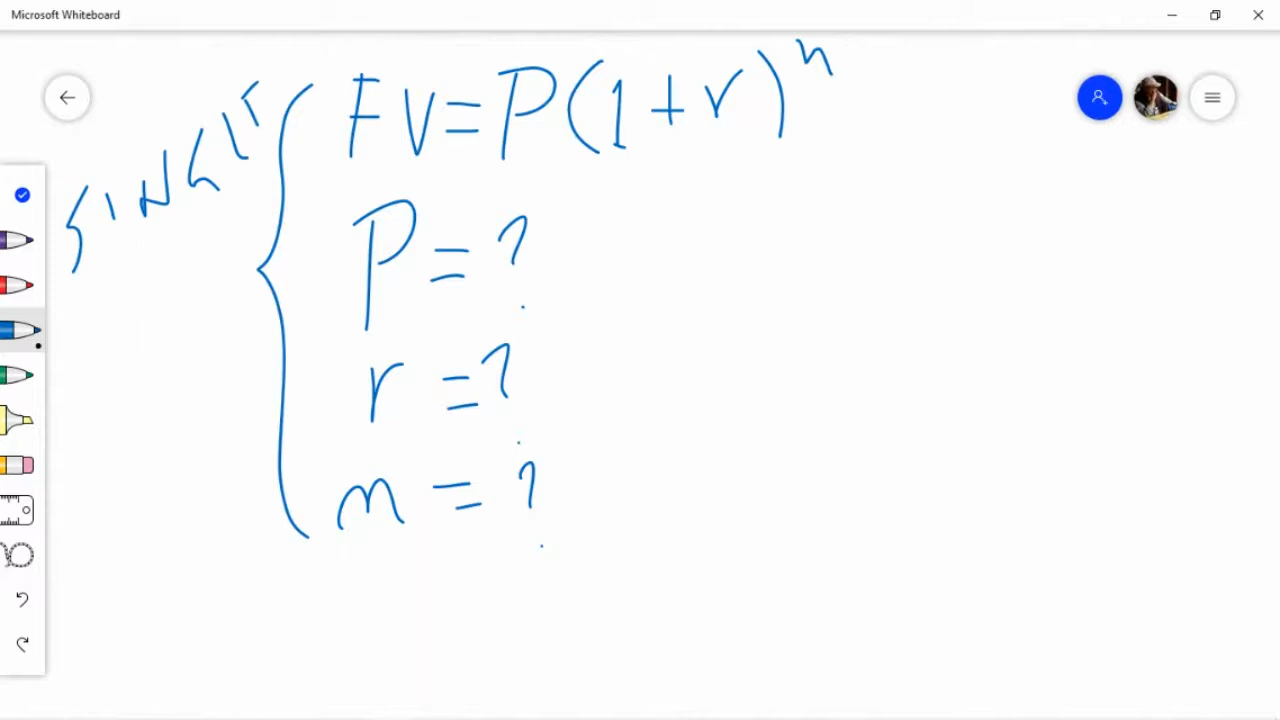 Microsoft Whiteboard
SINGLE
FV=P(1+r)^n
P=?
r=?
n=?